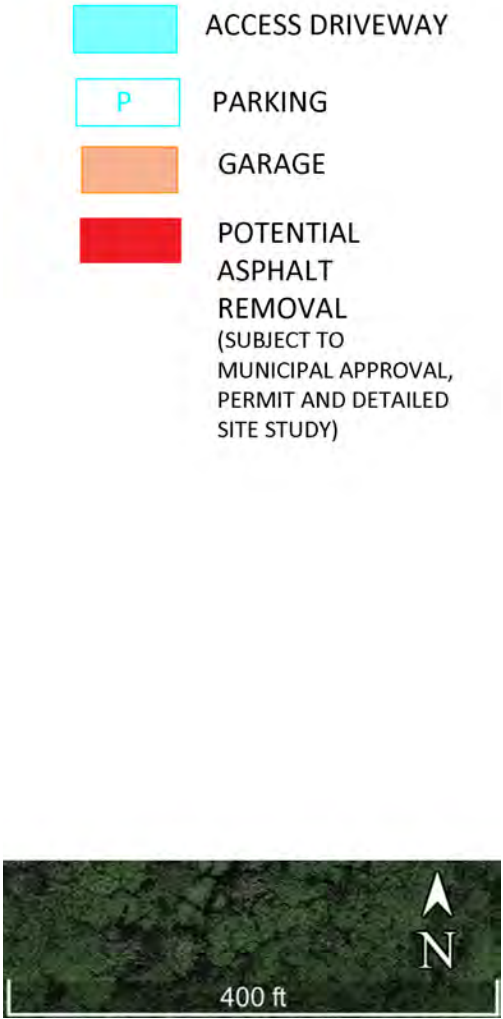 ACCESS DRIVEWAY
P PARKING
GARAGE
POTENTIAL
ASPHALT
REMOVAL
(SUBJECT TO
MUNICIPAL APPROVAL,
PERMIT AND DETAILED
SITE STUDY)
N
400 ft